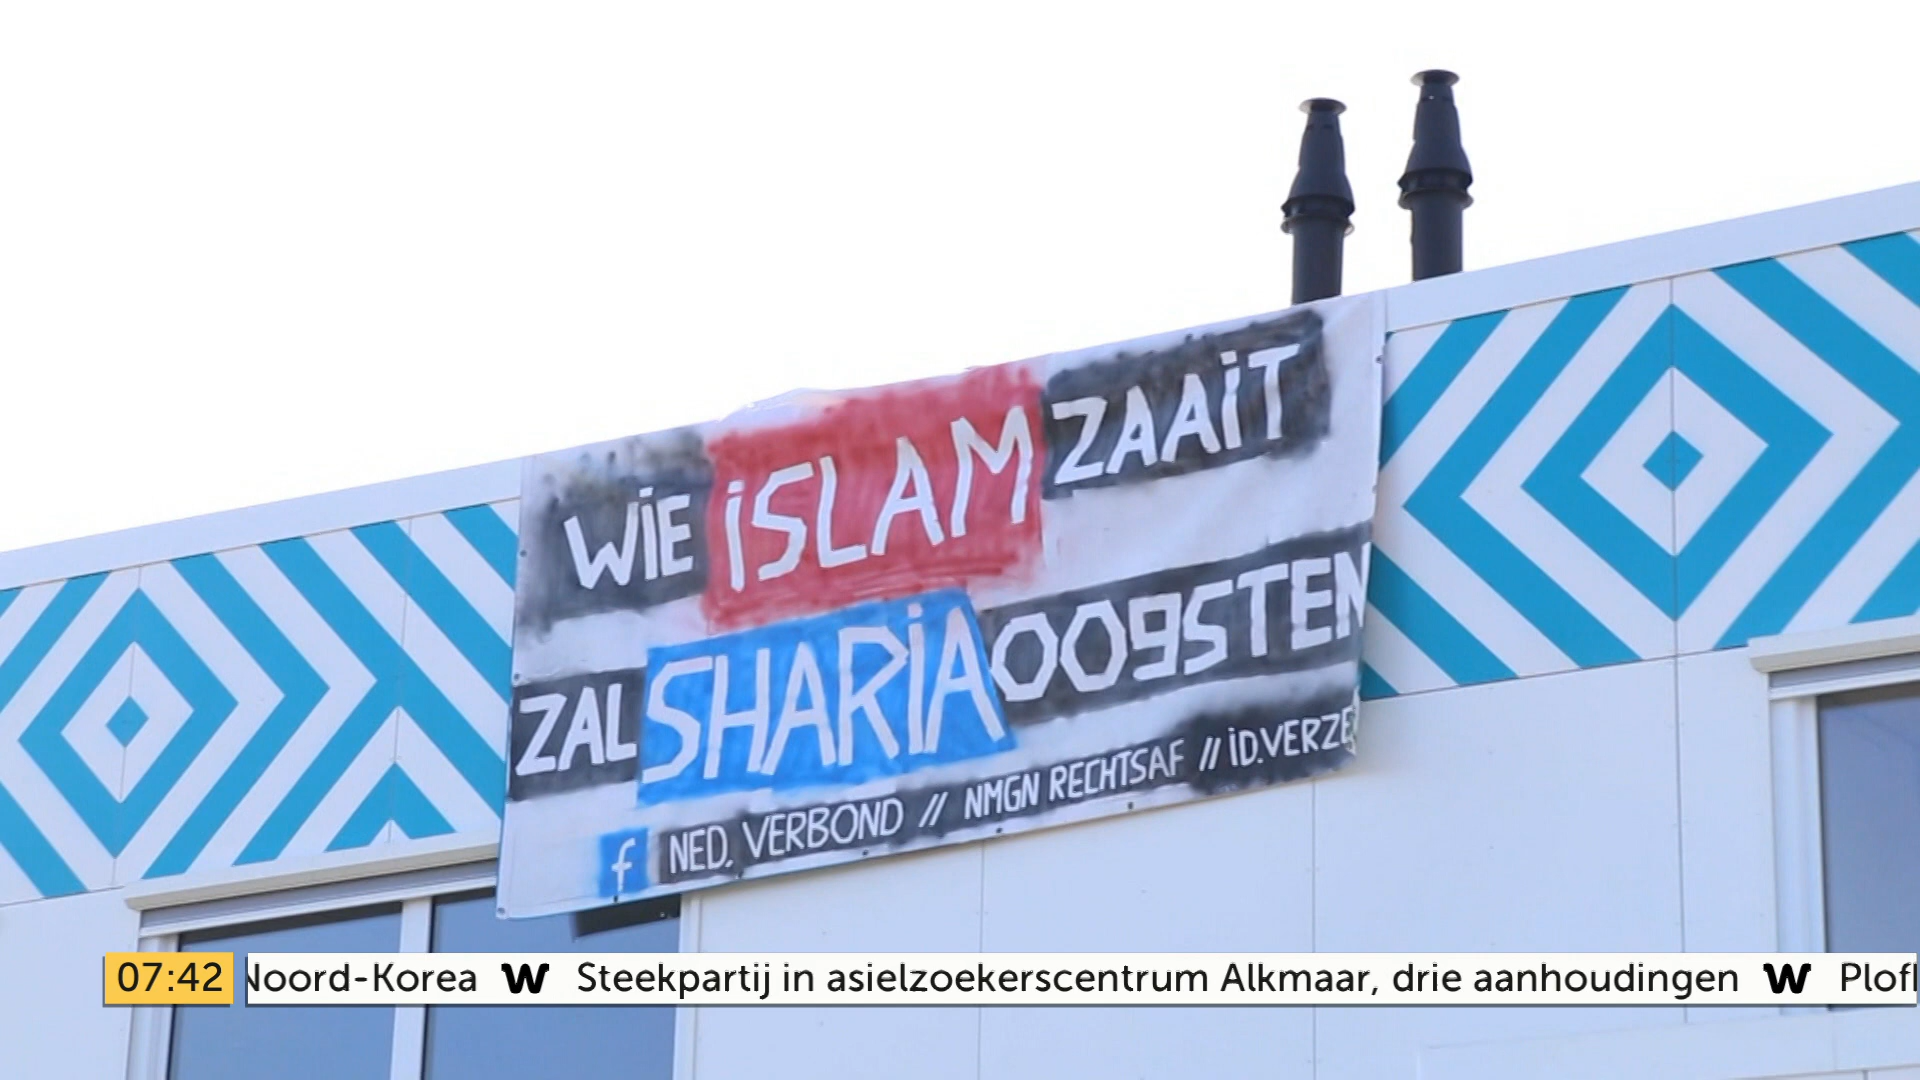 WiE iSLAM ZAAiT
ZAL SHARiA OOgSTEN
f NED. VERBOND // NMGN RECHTSAF // iD.VERZE
07:42 Noord-Korea W Steekpartij in asielzoekerscentrum Alkmaar, drie aanhoudingen W Plof